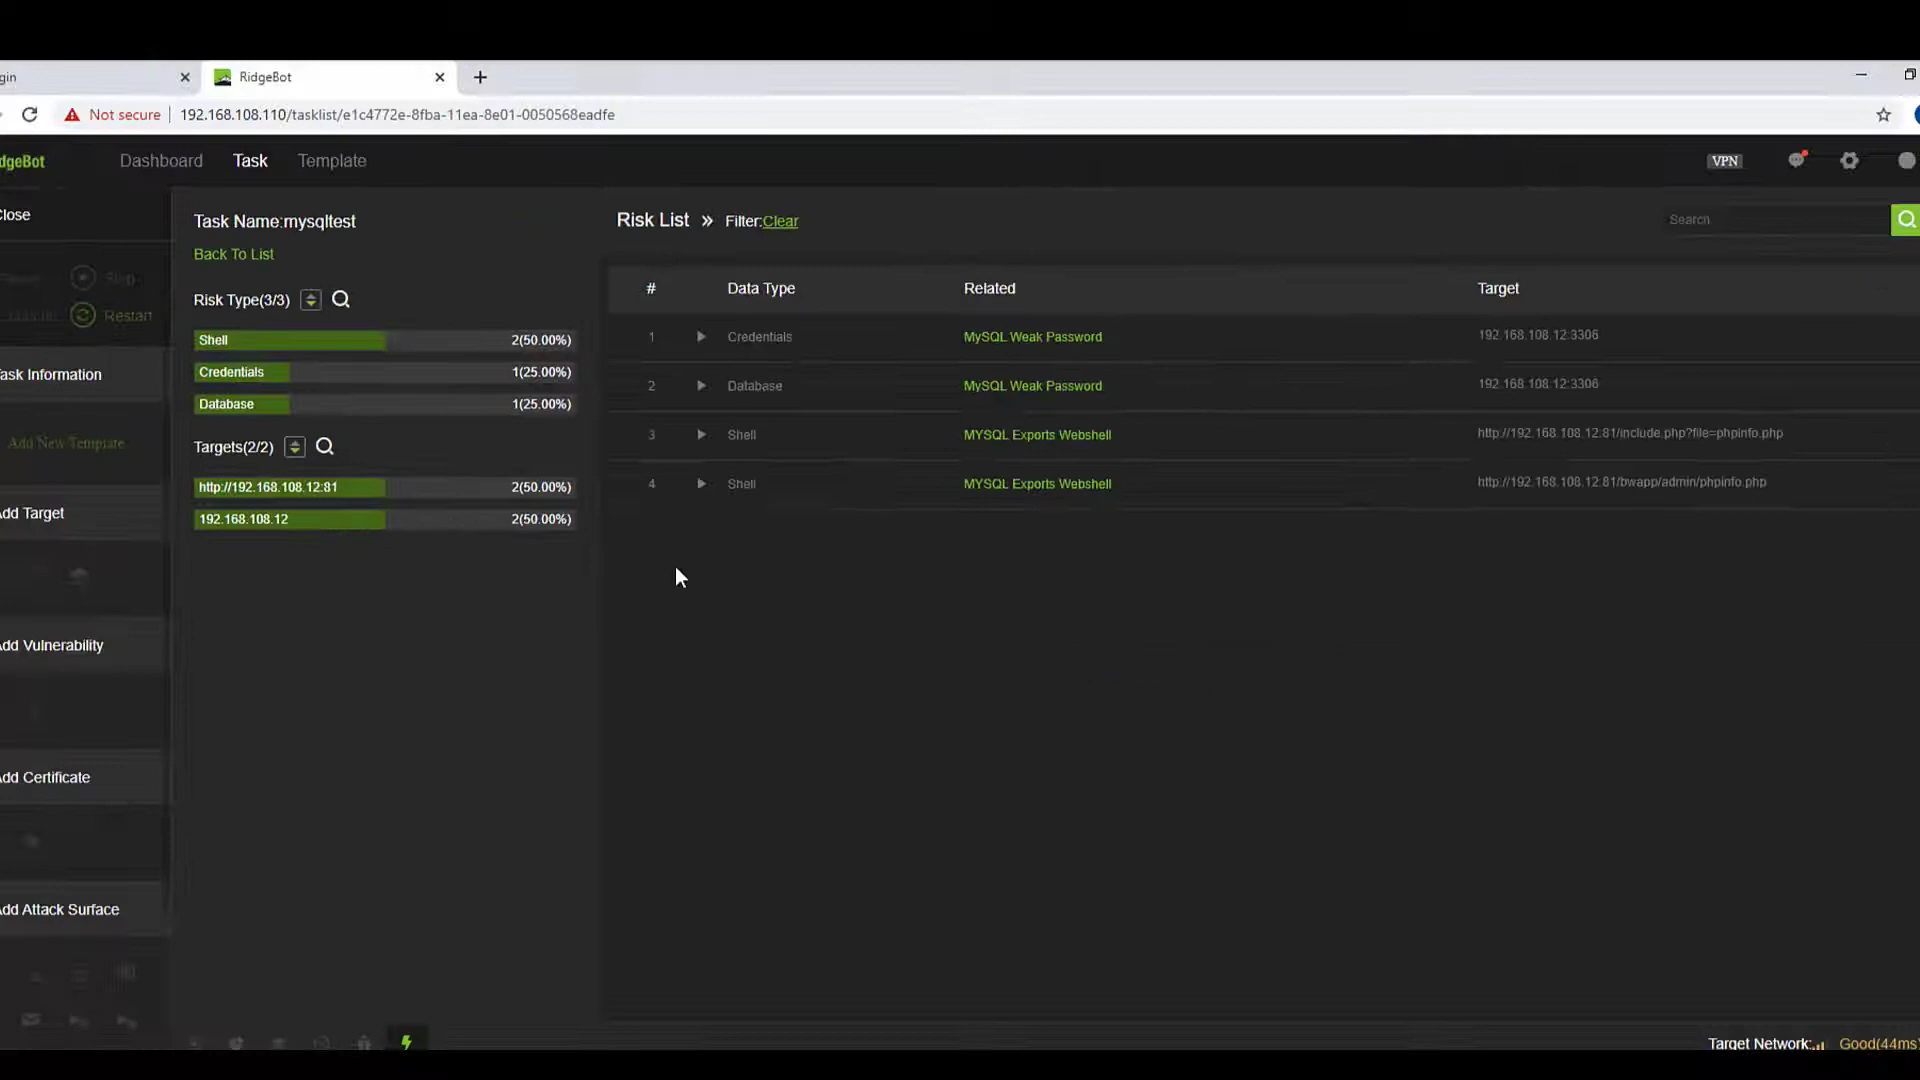 gin
RidgeBot
Not secure
192.168.108.110/tasklist/e1c4772e-8fba-11ea-8e01-0050568eadfe
dgeBot
Dashboard
Task
Template
VPN
Close
Stop
Restart
Task Information
Add New Template
Add Target
Add Vulnerability
Add Certificate
Add Attack Surface
Task Name:mysqltest
Back To List
Risk Type(3/3)
Shell 2(50.00%)
Credentials 1(25.00%)
Database 1(25.00%)
Targets(2/2)
http://192.168.108.12:81 2(50.00%)
192.168.108.12 2(50.00%)
Risk List » Filter:Clear
Search
# Data Type Related Target
1 Credentials MySQL Weak Password 192.168.108.12:3306
2 Database MySQL Weak Password 192.168.108.12:3306
3 Shell MYSQL Exports Webshell http://192.168.108.12:81/include.php?file=phpinfo.php
4 Shell MYSQL Exports Webshell http://192.168.108.12:81/bwapp/admin/phpinfo.php
Target Network: Good(44ms)